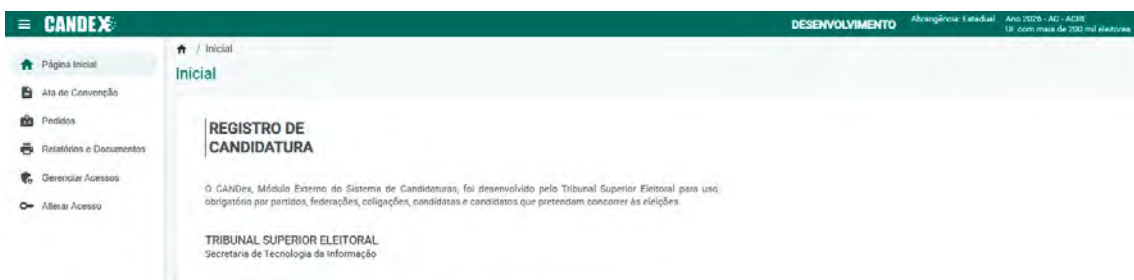 CANDEX
DESENVOLVIMENTO
Abrangência: Estadual
Ano 2026 - AC - ACRE
UF com mais de 200 mil eleitores
Página Inicial
Ata de Convenção
Pedidos
Relatórios e Documentos
Gerenciar Acessos
Alterar Acesso
/ Inicial
Inicial
REGISTRO DE
CANDIDATURA
O CANDex, Módulo Externo do Sistema de Candidaturas, foi desenvolvido pelo Tribunal Superior Eleitoral para uso
obrigatório por partidos, federações, coligações, candidatas e candidatos que pretendam concorrer às eleições.
TRIBUNAL SUPERIOR ELEITORAL
Secretaria de Tecnologia da Informação